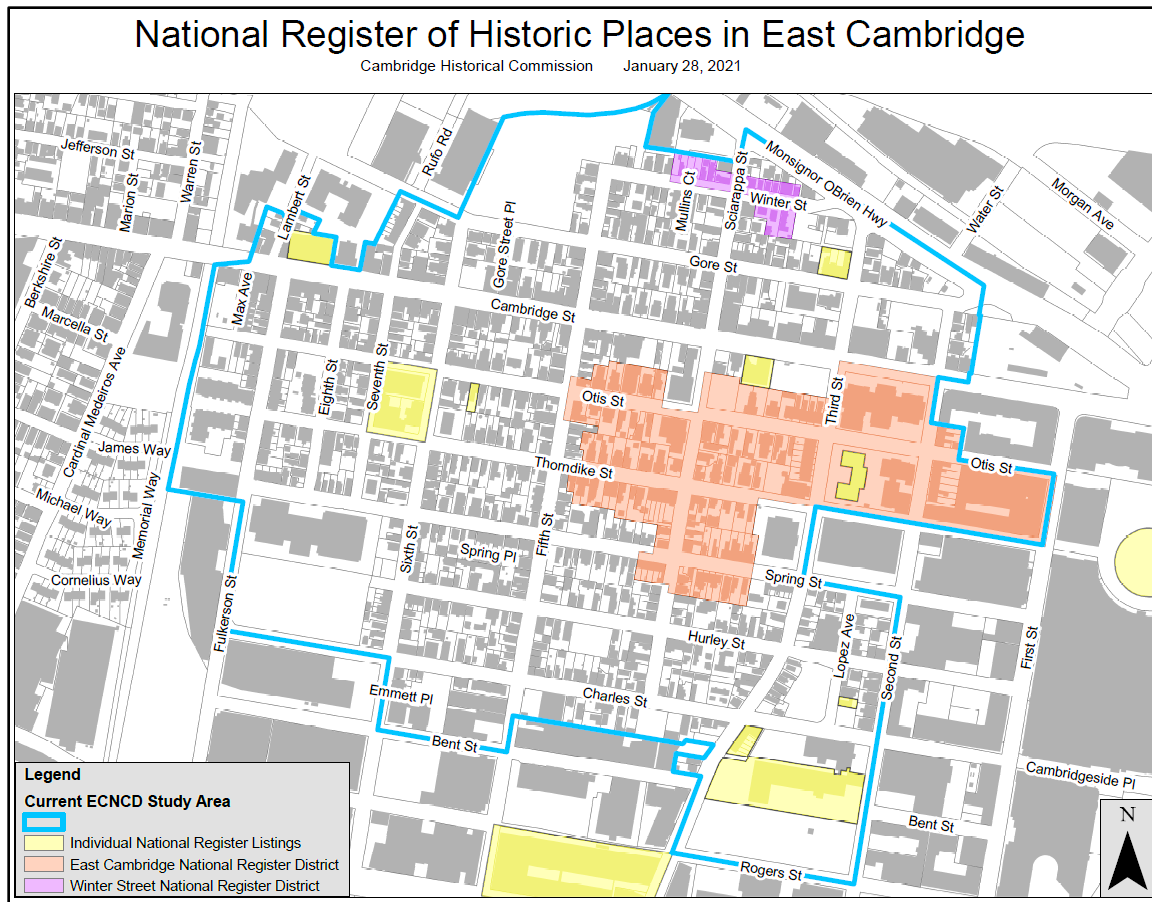 National Register of Historic Places in East Cambridge
Cambridge Historical Commission January 28, 2021
Jefferson St
Marion St
Warren St
Lambert St
Rufo Rd
Gore Street Pl
Mullins Ct
Sciarappa St
Winter St
Monsignor OBrien Hwy
Water St
Morgan Ave
Berkshire St
Max Ave
Gore St
Marcella St
Cambridge St
Cardinal Medeiros Ave
Eighth St
Seventh St
Otis St
Third St
James Way
Thorndike St
Otis St
Michael Way
Memorial Way
Sixth St
Fifth St
Spring Pl
Cornelius Way
Spring St
Fulkerson St
Hurley St
Lopez Ave
Second St
First St
Emmett Pl
Charles St
Bent St
Cambridgeside Pl
Bent St
Rogers St
Legend
Current ECNCD Study Area
Individual National Register Listings
East Cambridge National Register District
Winter Street National Register District
N